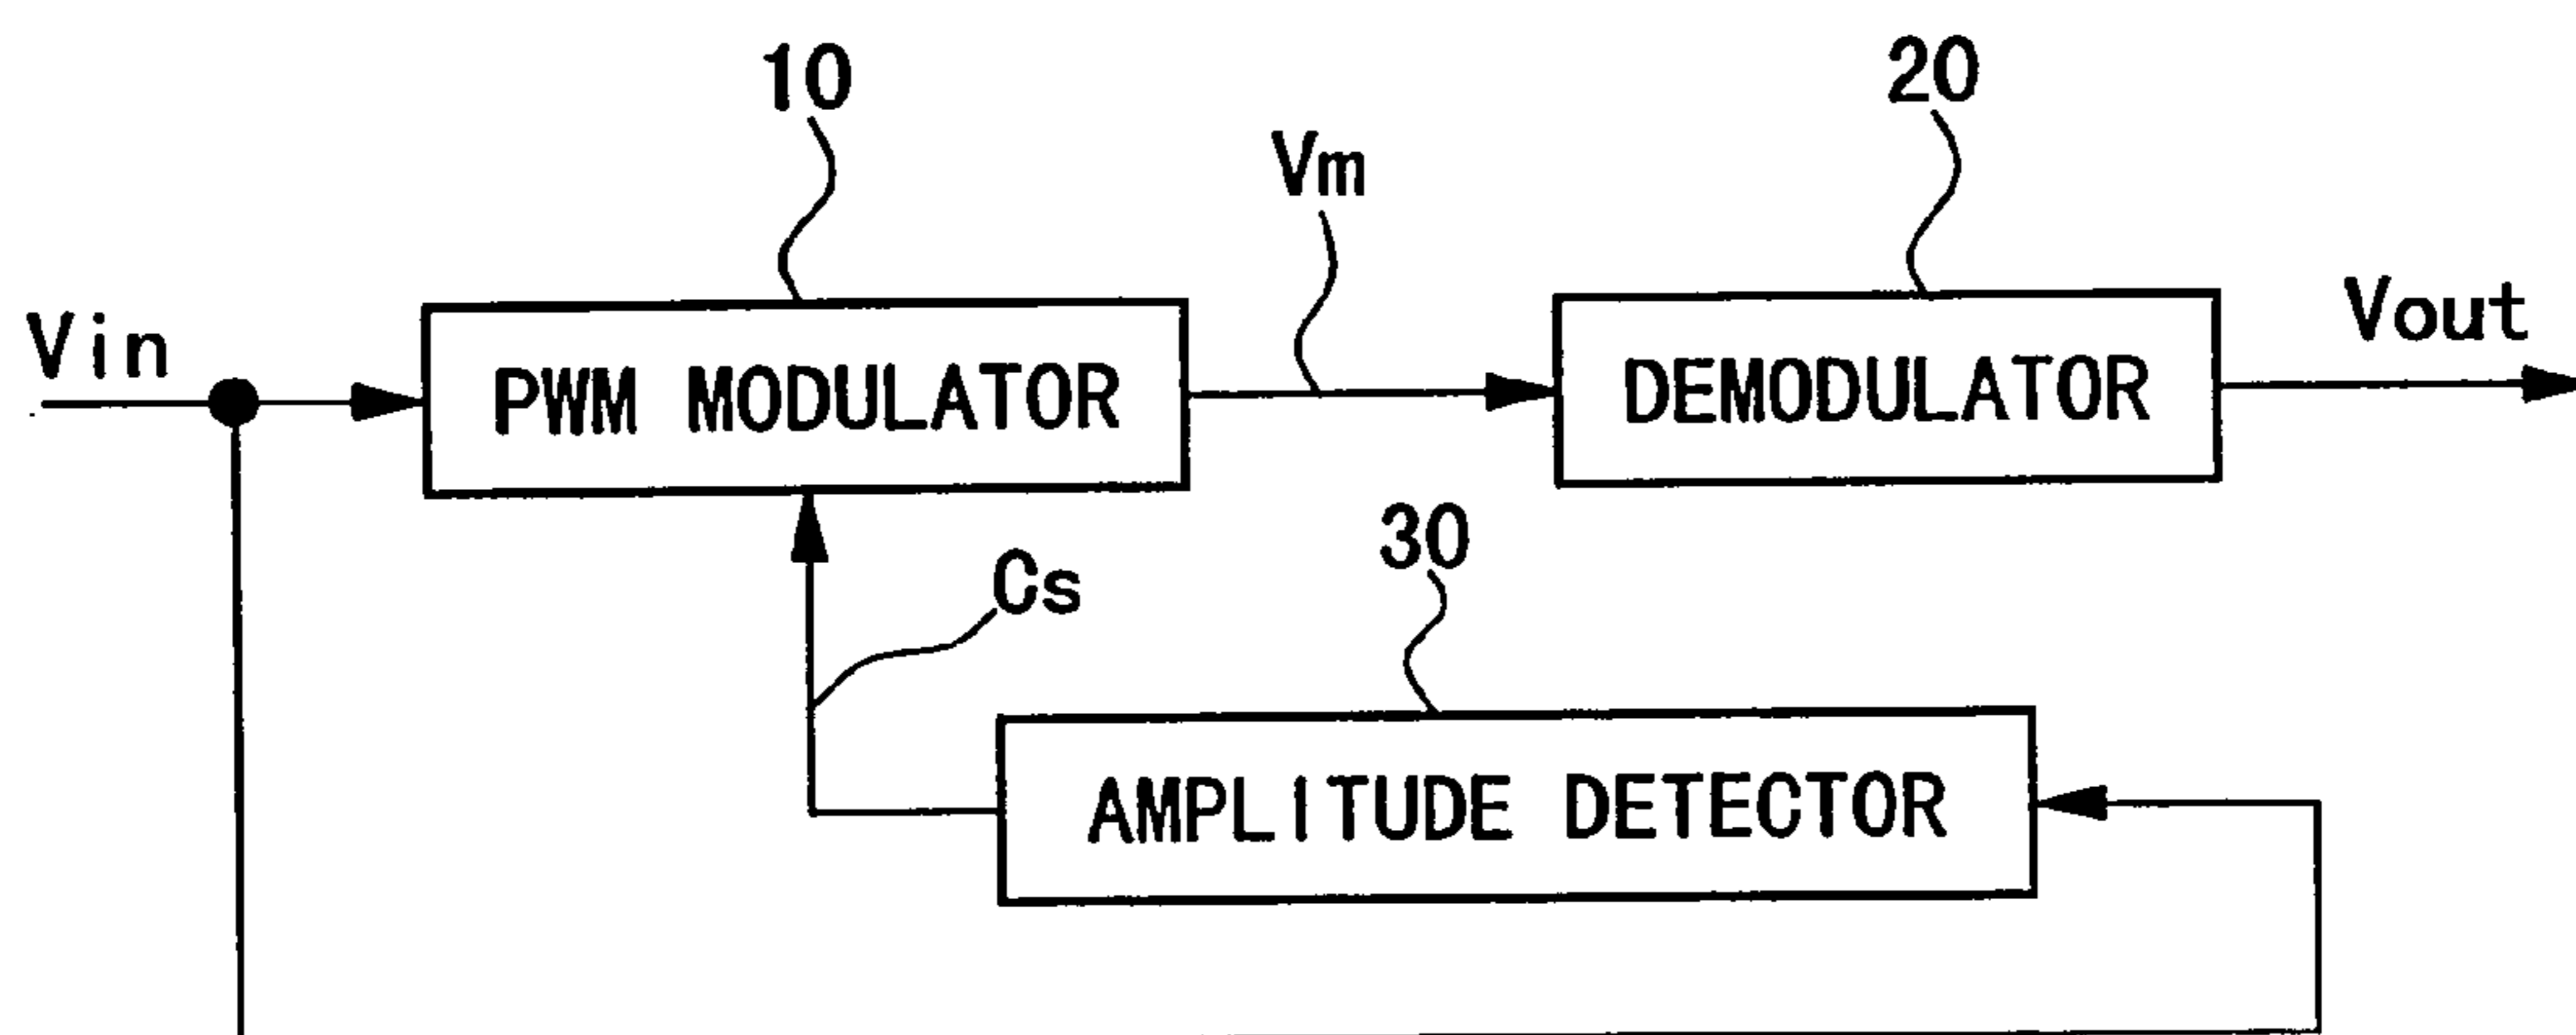 10
20
Vm
Vin
Vout
PWM MODULATOR
DEMODULATOR
30
Cs
AMPLITUDE DETECTOR